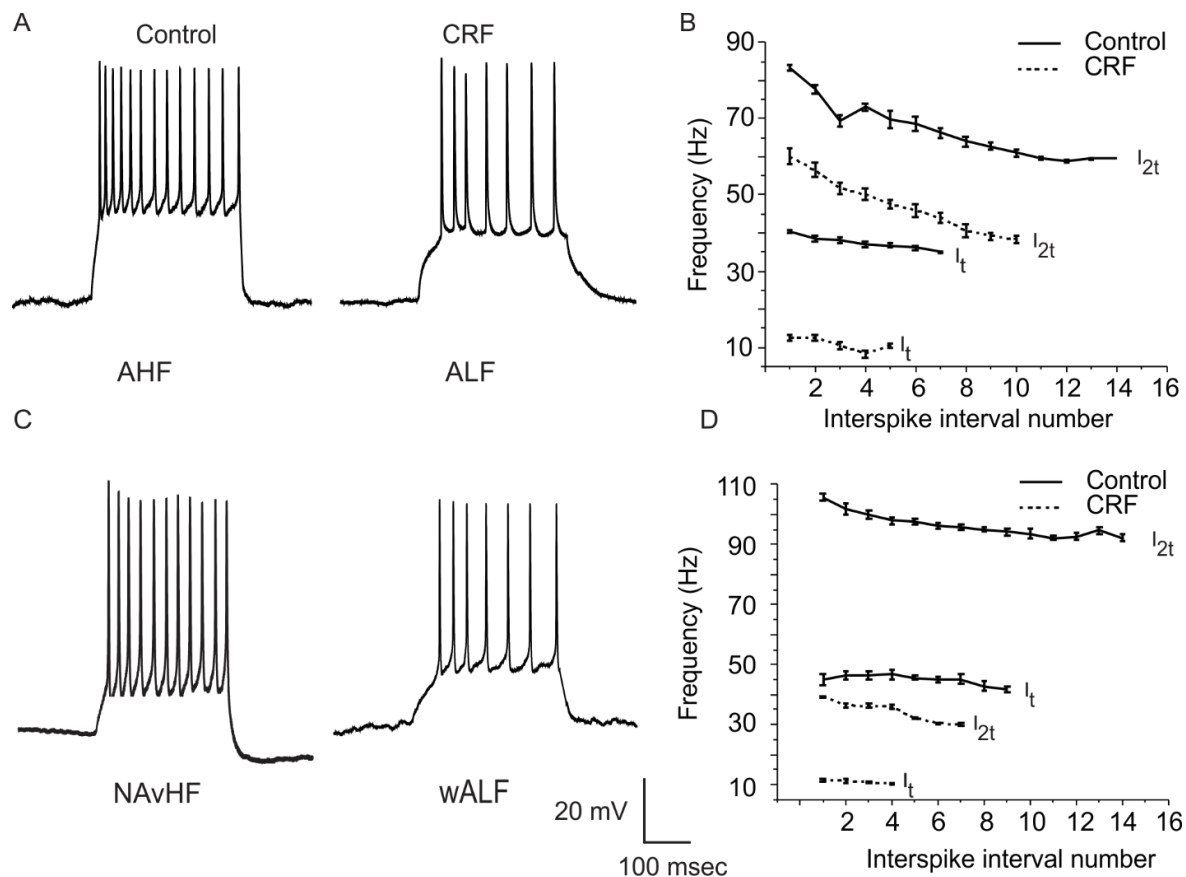 A
Control
CRF
AHF
ALF
B
Control
CRF
90
70
50
30
10
Frequency (Hz)
I2t
I2t
It
It
2 4 6 8 10 12 14 16
Interspike interval number
C
NAvHF
wALF
20 mV
100 msec
D
Control
CRF
110
90
70
50
30
10
Frequency (Hz)
I2t
It
I2t
It
2 4 6 8 10 12 14 16
Interspike interval number